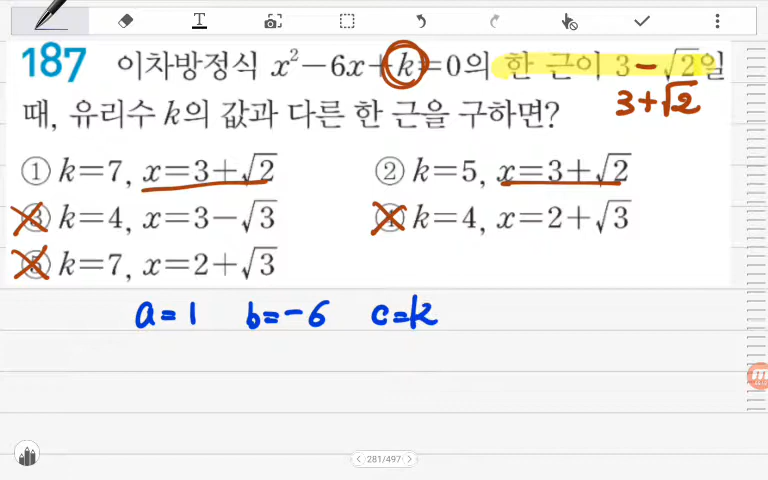 187 이차방정식 x²−6x+k=0의 한 근이 3−√2일
때, 유리수 k의 값과 다른 한 근을 구하면?
3+√2
① k=7, x=3+√2 ② k=5, x=3+√2
③ k=4, x=3−√3 ④ k=4, x=2+√3
⑤ k=7, x=2+√3
a=1 b=−6 c=k
281/497